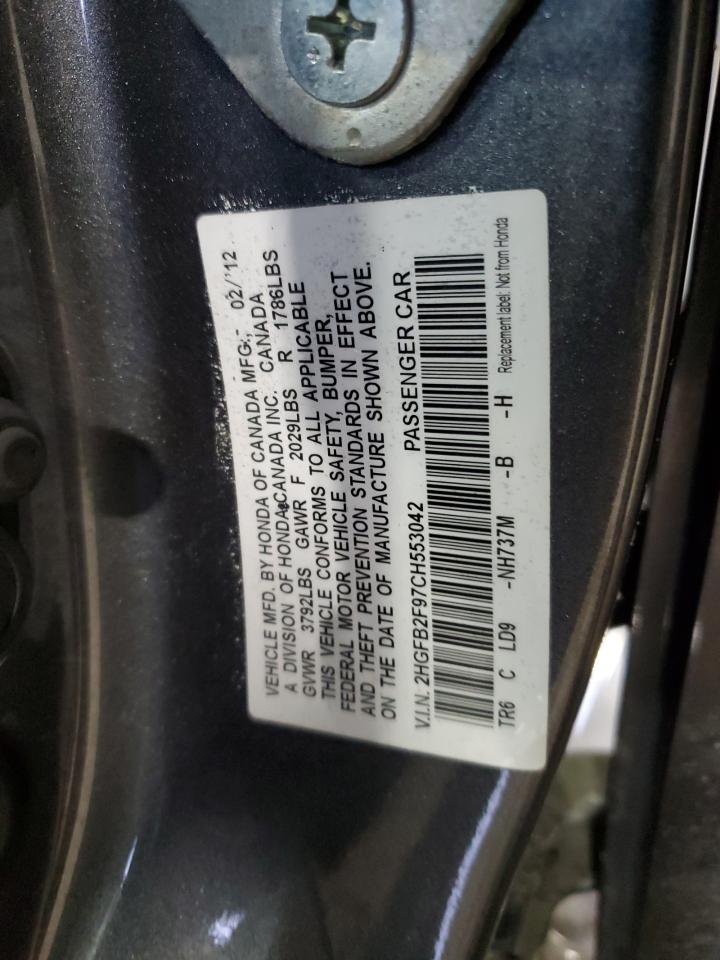 VEHICLE MFD. BY HONDA OF CANADA MFG.,- 02/'12
A DIVISION OF HONDA CANADA INC. CANADA
GVWR 3792LBS GAWR F 2029LBS R 1786LBS
THIS VEHICLE CONFORMS TO ALL APPLICABLE
FEDERAL MOTOR VEHICLE SAFETY, BUMPER,
AND THEFT PREVENTION STANDARDS IN EFFECT
ON THE DATE OF MANUFACTURE SHOWN ABOVE.
V.I.N. 2HGFB2F97CH553042 PASSENGER CAR
TR6 C LD9 -NH737M -B -H Replacement label: Not from Honda